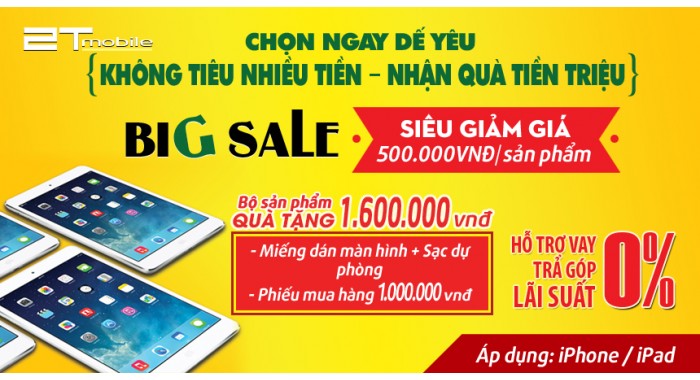 2T mobile
CHỌN NGAY DẾ YÊU
{KHÔNG TIÊU NHIỀU TIỀN – NHẬN QUÀ TIỀN TRIỆU}
BIG SALE
SIÊU GIẢM GIÁ
500.000VNĐ/sản phẩm
Bộ sản phẩm
QUÀ TẶNG 1.600.000 vnđ
- Miếng dán màn hình + Sạc dự
phòng
- Phiếu mua hàng 1.000.000 vnđ
HỖ TRỢ VAY
TRẢ GÓP
LÃI SUẤT 0%
Áp dụng: iPhone / iPad